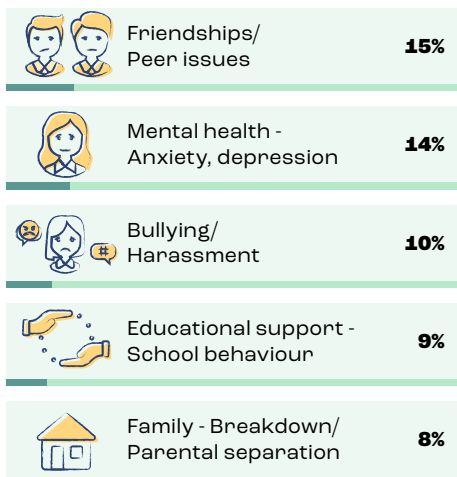 Friendships/
Peer issues
15%
Mental health -
Anxiety, depression
14%
Bullying/
Harassment
10%
#
Educational support -
School behaviour
9%
Family - Breakdown/
Parental separation
8%